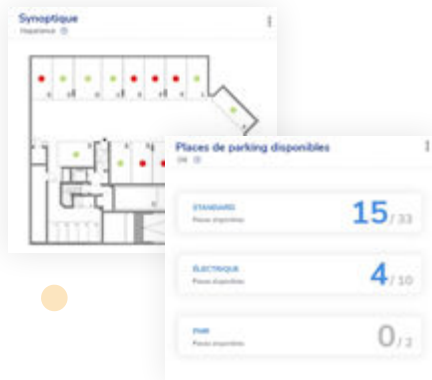 Synoptique
Places de parking disponibles
STANDARD
Places disponibles
15 / 33
ÉLECTRIQUE
Places disponibles
4 / 10
PMR
Places disponibles
0 / 2